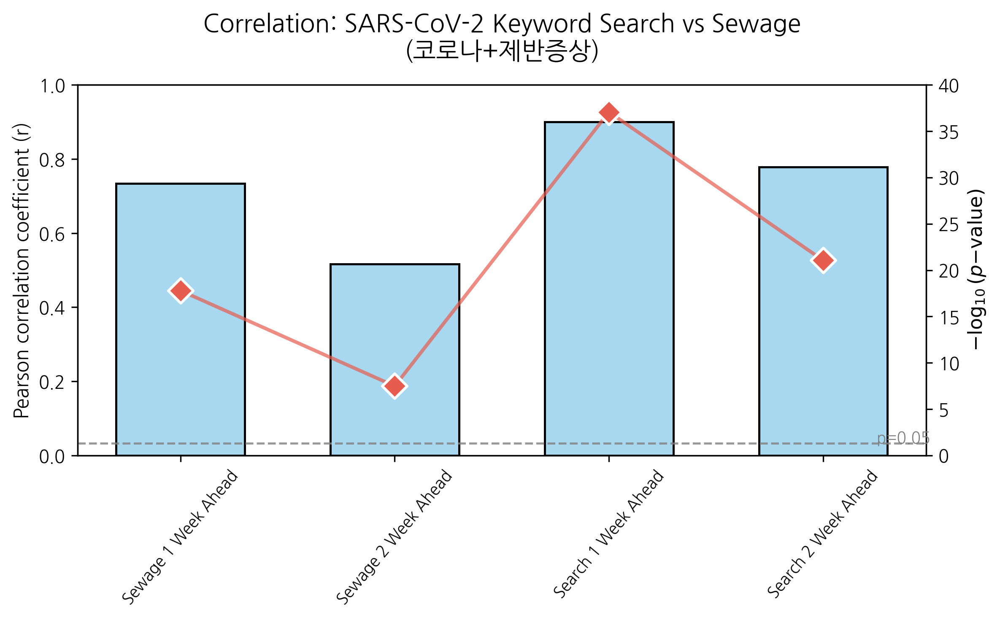 Correlation: SARS-CoV-2 Keyword Search vs Sewage
(코로나+제반증상)
Pearson correlation coefficient (r)
1.0
0.8
0.6
0.4
0.2
0.0
40
35
30
25
20
15
10
5
0
−log₁₀ (p−value)
p=0.05
Sewage 1 Week Ahead
Sewage 2 Week Ahead
Search 1 Week Ahead
Search 2 Week Ahead